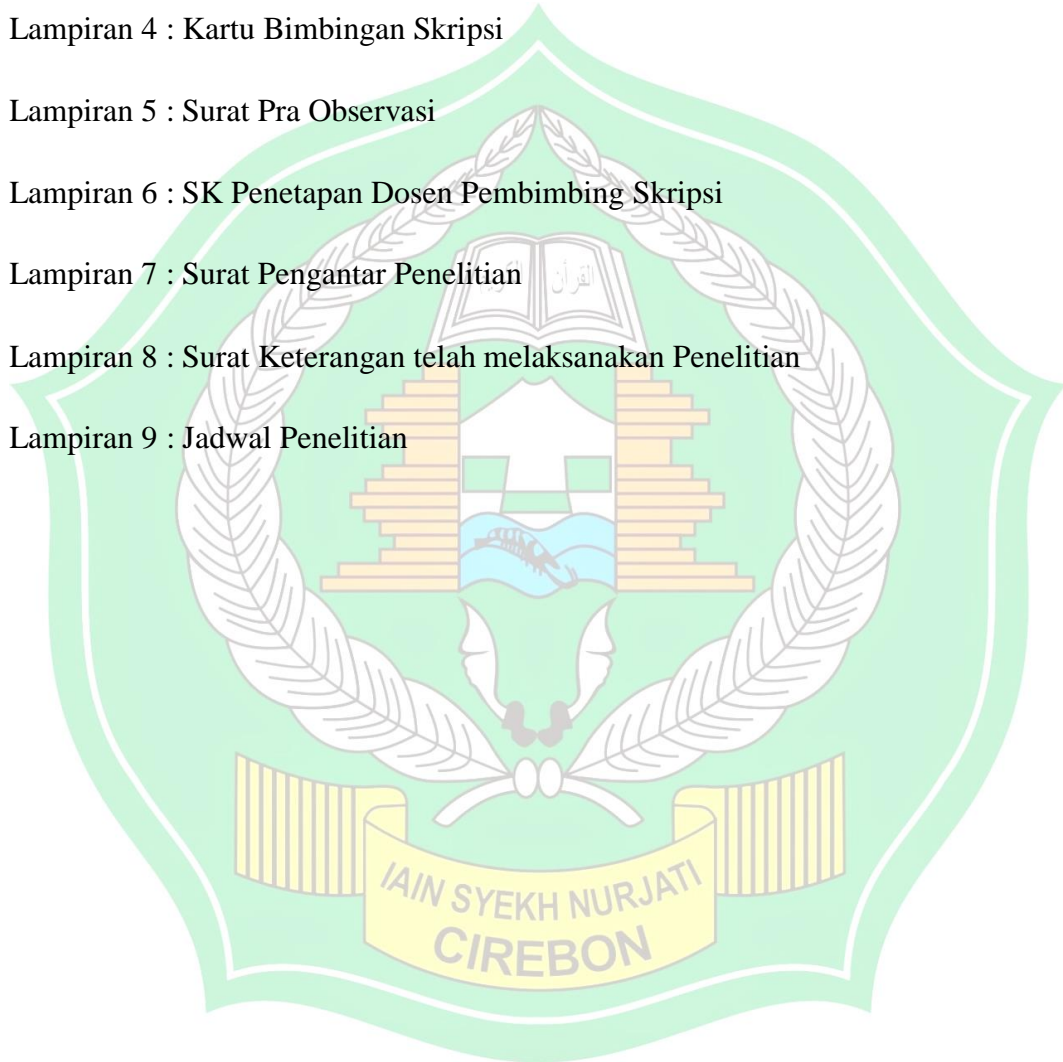 Lampiran 4 : Kartu Bimbingan Skripsi
Lampiran 5 : Surat Pra Observasi
Lampiran 6 : SK Penetapan Dosen Pembimbing Skripsi
Lampiran 7 : Surat Pengantar Penelitian
Lampiran 8 : Surat Keterangan telah melaksanakan Penelitian
Lampiran 9 : Jadwal Penelitian
القرآن
IAIN SYEKH NURJATI
CIREBON